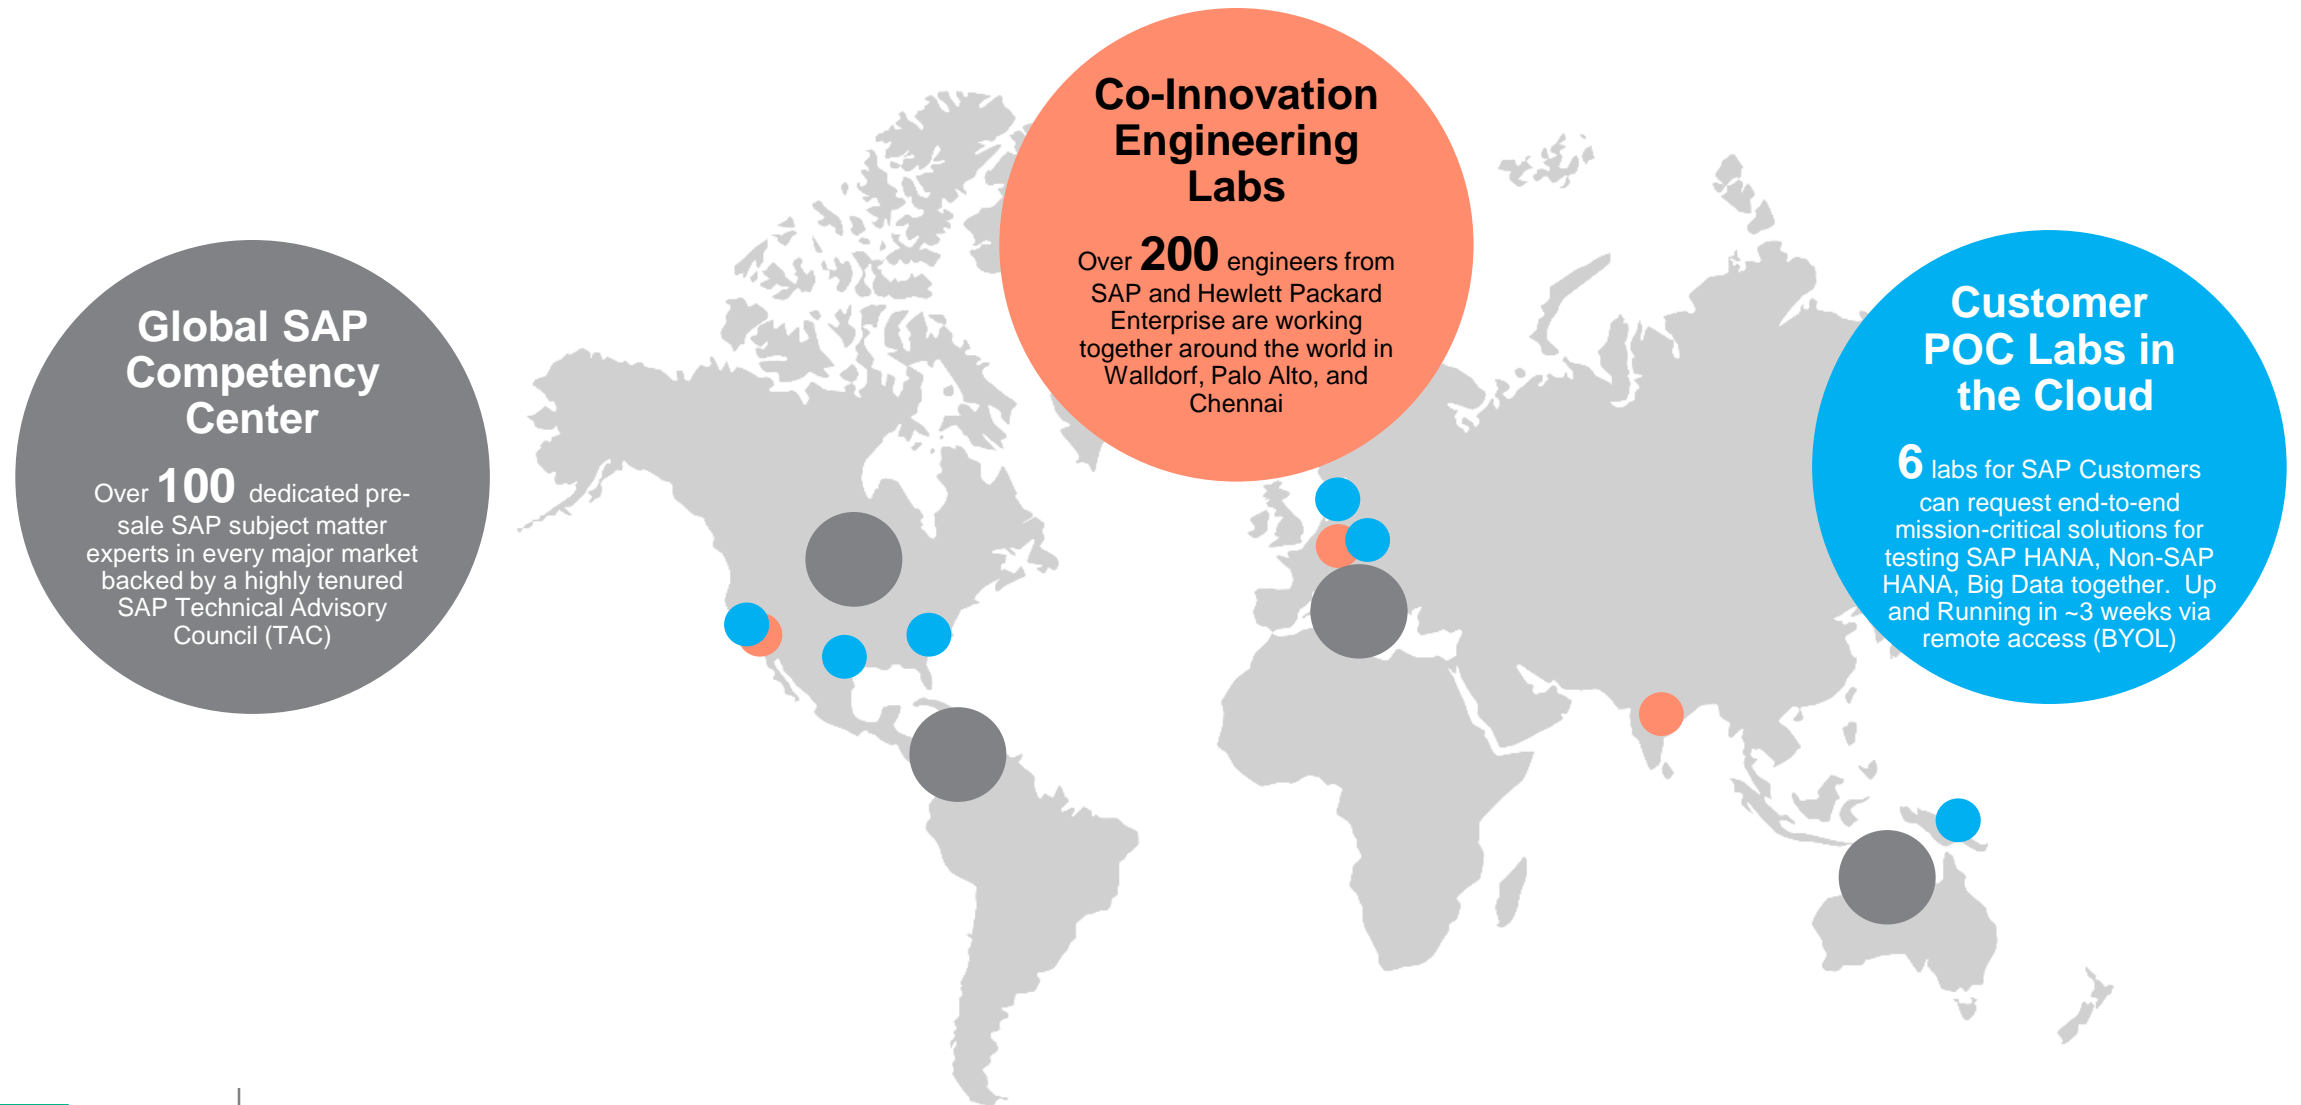 Global SAP
Competency
Center
Over 100 dedicated pre-
sale SAP subject matter
experts in every major market
backed by a highly tenured
SAP Technical Advisory
Council (TAC)
Co-Innovation
Engineering
Labs
Over 200 engineers from
SAP and Hewlett Packard
Enterprise are working
together around the world in
Walldorf, Palo Alto, and
Chennai
Customer
POC Labs in
the Cloud
6 labs for SAP Customers
can request end-to-end
mission-critical solutions for
testing SAP HANA, Non-SAP
HANA, Big Data together. Up
and Running in ~3 weeks via
remote access (BYOL)